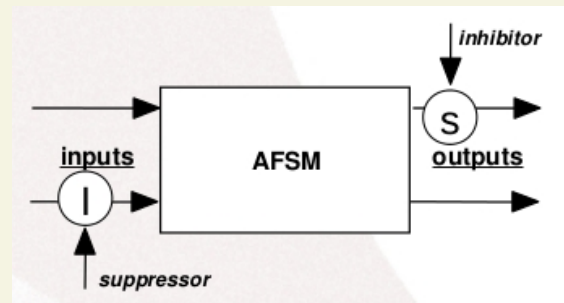 inhibitor
S
inputs
AFSM
outputs
I
suppressor